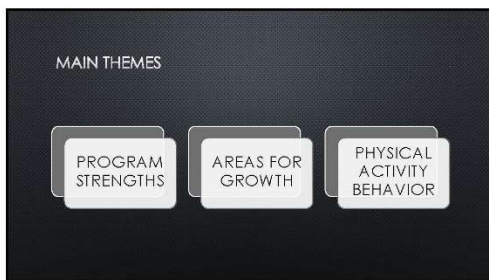 MAIN THEMES
PROGRAM
STRENGTHS
AREAS FOR
GROWTH
PHYSICAL
ACTIVITY
BEHAVIOR